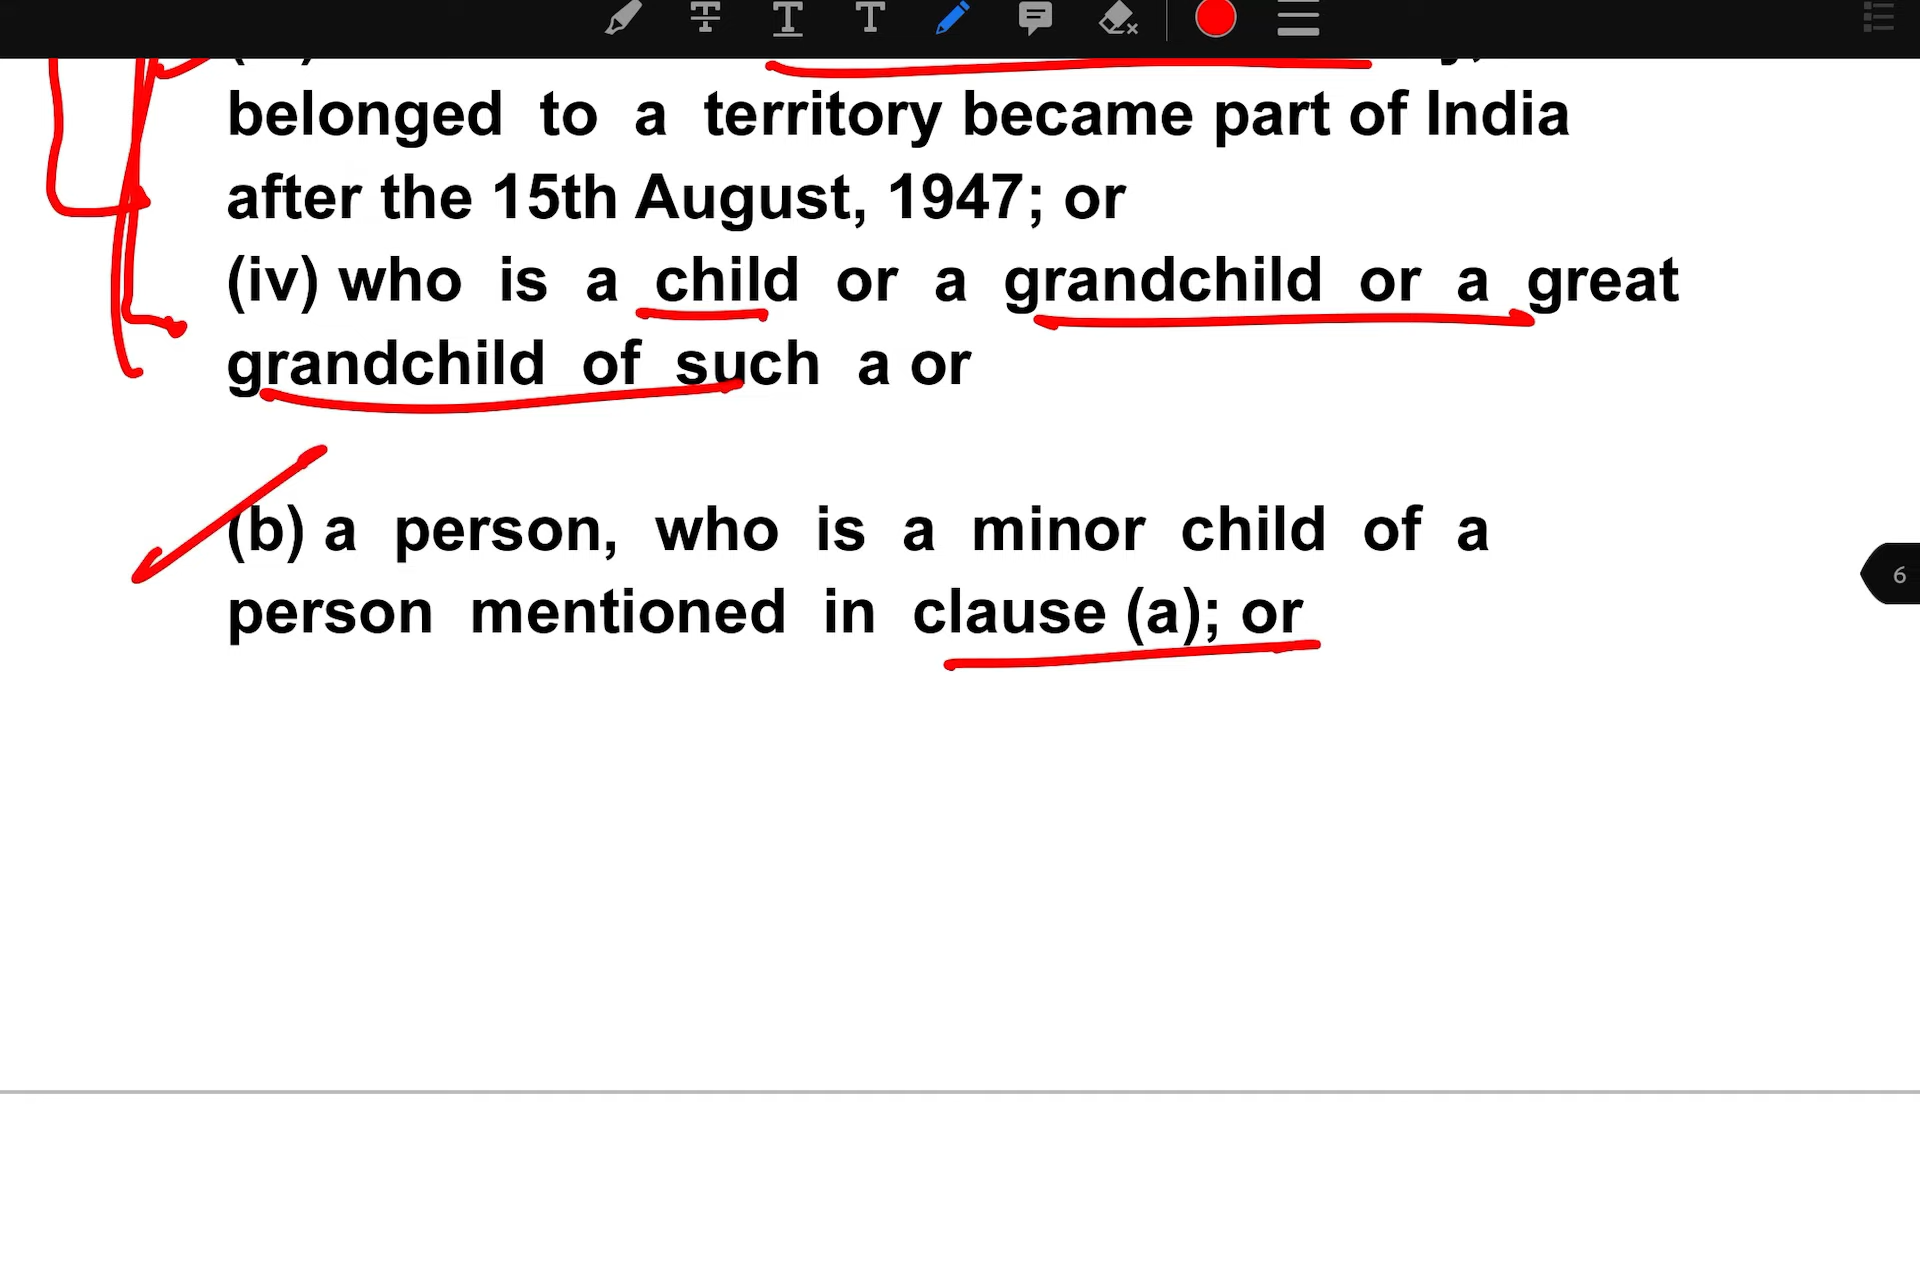 belonged to a territory became part of India
after the 15th August, 1947; or
(iv) who is a child or a grandchild or a great
grandchild of such a or
(b) a person, who is a minor child of a
person mentioned in clause (a); or
6